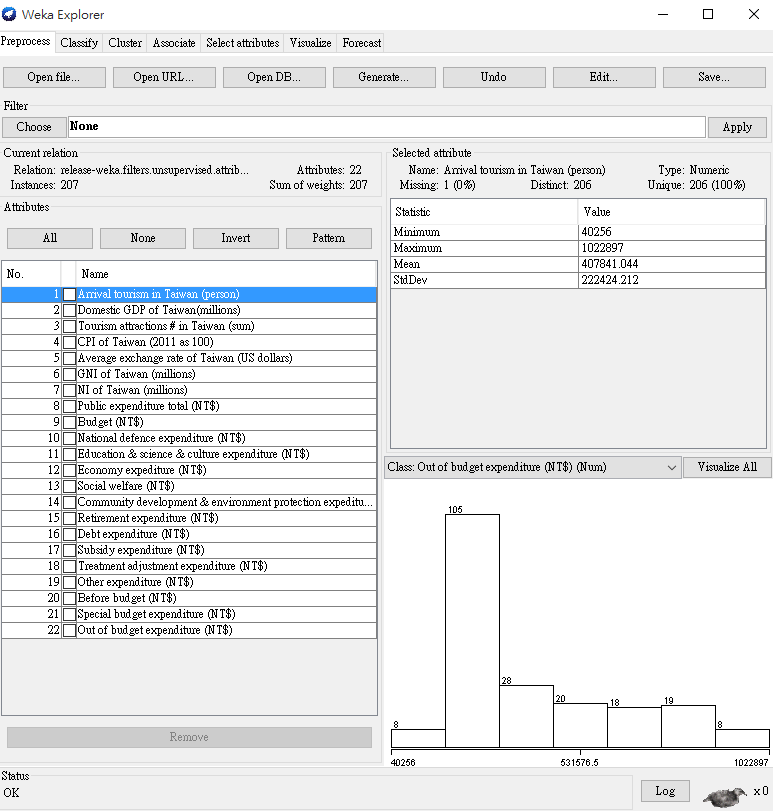 Weka Explorer
Preprocess Classify Cluster Associate Select attributes Visualize Forecast
Open file... Open URL... Open DB... Generate... Undo Edit... Save...
Filter
Choose None Apply
Current relation
Relation: release-weka.filters.unsupervised.attrib... Attributes: 22
Instances: 207 Sum of weights: 207
Attributes
All None Invert Pattern
No. Name
1 Arrival tourism in Taiwan (person)
2 Domestic GDP of Taiwan(millions)
3 Tourism attractions # in Taiwan (sum)
4 CPI of Taiwan (2011 as 100)
5 Average exchange rate of Taiwan (US dollars)
6 GNI of Taiwan (millions)
7 NI of Taiwan (millions)
8 Public expenditure total (NT$)
9 Budget (NT$)
10 National defence expenditure (NT$)
11 Education & science & culture expenditure (NT$)
12 Economy expediture (NT$)
13 Social welfare (NT$)
14 Community development & environment protection expeditu...
15 Retirement expenditure (NT$)
16 Debt expenditure (NT$)
17 Subsidy expenditure (NT$)
18 Treatment adjustment expenditure (NT$)
19 Other expenditure (NT$)
20 Before budget (NT$)
21 Special budget expenditure (NT$)
22 Out of budget expenditure (NT$)
Remove
Selected attribute
Name: Arrival tourism in Taiwan (person) Type: Numeric
Missing: 1 (0%) Distinct: 206 Unique: 206 (100%)
Statistic Value
Minimum 40256
Maximum 1022897
Mean 407841.044
StdDev 222424.212
Class: Out of budget expenditure (NT$) (Num) Visualize All
8 105 28 20 18 19 8
40256 531576.5 1022897
Status
OK
Log x 0